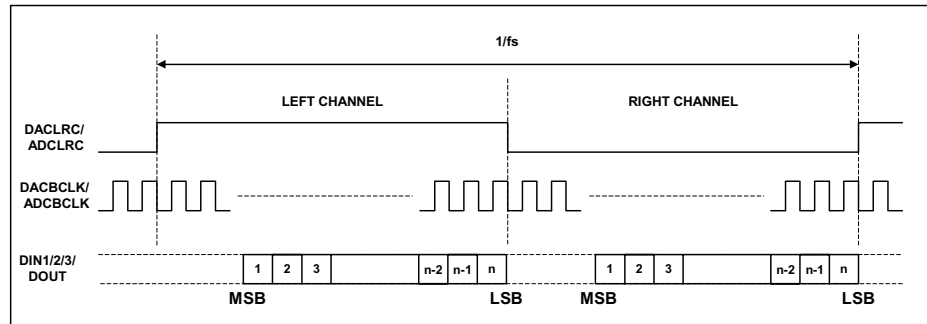 1/fs
LEFT CHANNEL
RIGHT CHANNEL
DACLRC/
ADCLRC
DACBCLK/
ADCBCLK
DIN1/2/3/
DOUT
1 2 3 n-2 n-1 n 1 2 3 n-2 n-1 n
MSB LSB MSB LSB